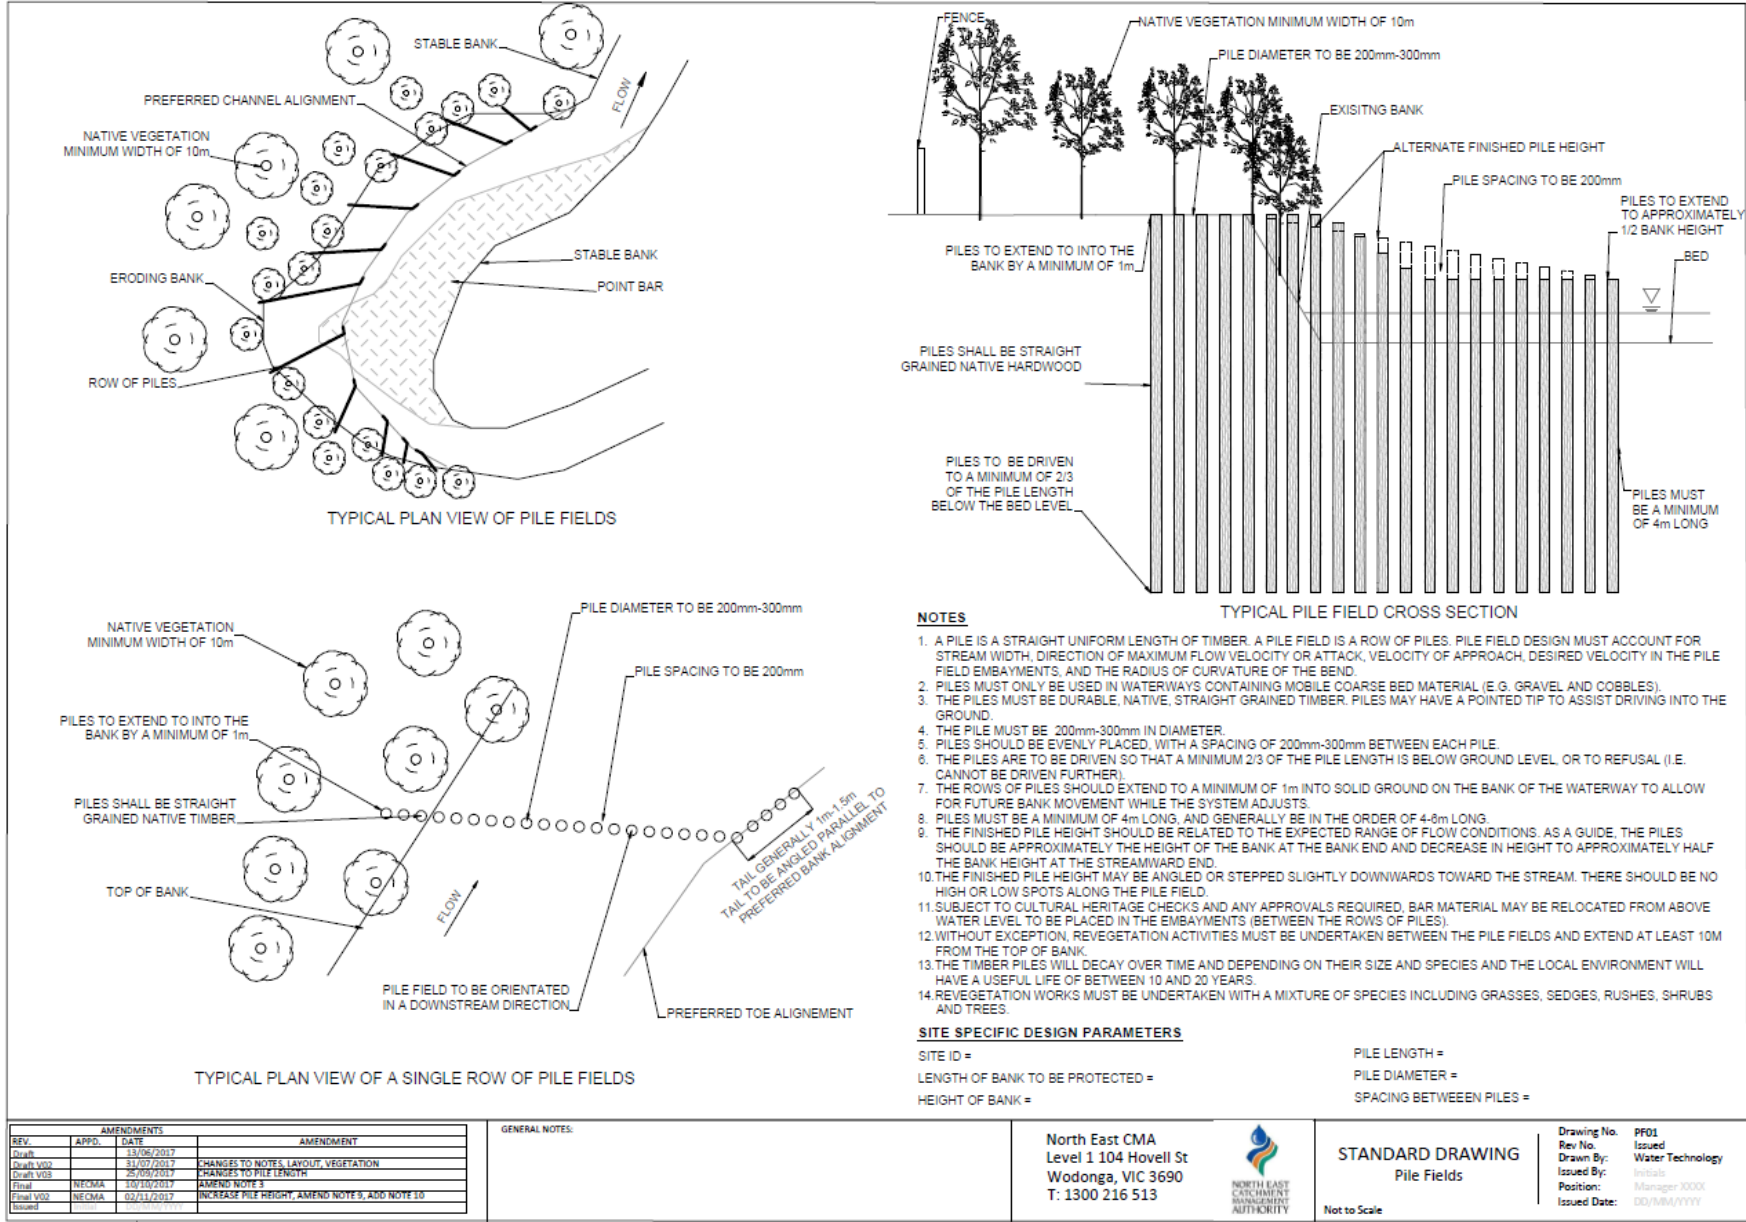 STABLE BANK
PREFERRED CHANNEL ALIGNMENT
FLOW
NATIVE VEGETATION
MINIMUM WIDTH OF 10m
STABLE BANK
POINT BAR
ERODING BANK
ROW OF PILES
TYPICAL PLAN VIEW OF PILE FIELDS
FENCE
NATIVE VEGETATION MINIMUM WIDTH OF 10m
PILE DIAMETER TO BE 200mm-300mm
EXISITNG BANK
ALTERNATE FINISHED PILE HEIGHT
PILE SPACING TO BE 200mm
PILES TO EXTEND
TO APPROXIMATELY
1/2 BANK HEIGHT
BED
PILES TO EXTEND TO INTO THE
BANK BY A MINIMUM OF 1m
PILES SHALL BE STRAIGHT
GRAINED NATIVE HARDWOOD
PILES TO BE DRIVEN
TO A MINIMUM OF 2/3
OF THE PILE LENGTH
BELOW THE BED LEVEL
PILES MUST
BE A MINIMUM
OF 4m LONG
TYPICAL PILE FIELD CROSS SECTION
NATIVE VEGETATION
MINIMUM WIDTH OF 10m
PILE DIAMETER TO BE 200mm-300mm
PILE SPACING TO BE 200mm
PILES TO EXTEND TO INTO THE
BANK BY A MINIMUM OF 1m
PILES SHALL BE STRAIGHT
GRAINED NATIVE TIMBER
TOP OF BANK
FLOW
TAIL GENERALLY 1m-1.5m
TAIL TO BE ANGLED PARALLEL TO
PREFERRED BANK ALIGNMENT
PILE FIELD TO BE ORIENTATED
IN A DOWNSTREAM DIRECTION
PREFERRED TOE ALIGNEMENT
TYPICAL PLAN VIEW OF A SINGLE ROW OF PILE FIELDS
NOTES
1. A PILE IS A STRAIGHT UNIFORM LENGTH OF TIMBER. A PILE FIELD IS A ROW OF PILES. PILE FIELD DESIGN MUST ACCOUNT FOR
STREAM WIDTH, DIRECTION OF MAXIMUM FLOW VELOCITY OR ATTACK, VELOCITY OF APPROACH, DESIRED VELOCITY IN THE PILE
FIELD EMBAYMENTS, AND THE RADIUS OF CURVATURE OF THE BEND.
2. PILES MUST ONLY BE USED IN WATERWAYS CONTAINING MOBILE COARSE BED MATERIAL (E.G. GRAVEL AND COBBLES).
3. THE PILES MUST BE DURABLE, NATIVE, STRAIGHT GRAINED TIMBER. PILES MAY HAVE A POINTED TIP TO ASSIST DRIVING INTO THE
GROUND.
4. THE PILE MUST BE 200mm-300mm IN DIAMETER.
5. PILES SHOULD BE EVENLY PLACED, WITH A SPACING OF 200mm-300mm BETWEEN EACH PILE.
6. THE PILES ARE TO BE DRIVEN SO THAT A MINIMUM 2/3 OF THE PILE LENGTH IS BELOW GROUND LEVEL, OR TO REFUSAL (I.E.
CANNOT BE DRIVEN FURTHER).
7. THE ROWS OF PILES SHOULD EXTEND TO A MINIMUM OF 1m INTO SOLID GROUND ON THE BANK OF THE WATERWAY TO ALLOW
FOR FUTURE BANK MOVEMENT WHILE THE SYSTEM ADJUSTS.
8. PILES MUST BE A MINIMUM OF 4m LONG, AND GENERALLY BE IN THE ORDER OF 4-6m LONG.
9. THE FINISHED PILE HEIGHT SHOULD BE RELATED TO THE EXPECTED RANGE OF FLOW CONDITIONS. AS A GUIDE, THE PILES
SHOULD BE APPROXIMATELY THE HEIGHT OF THE BANK AT THE BANK END AND DECREASE IN HEIGHT TO APPROXIMATELY HALF
THE BANK HEIGHT AT THE STREAMWARD END.
10. THE FINISHED PILE HEIGHT MAY BE ANGLED OR STEPPED SLIGHTLY DOWNWARDS TOWARD THE STREAM. THERE SHOULD BE NO
HIGH OR LOW SPOTS ALONG THE PILE FIELD.
11. SUBJECT TO CULTURAL HERITAGE CHECKS AND ANY APPROVALS REQUIRED, BAR MATERIAL MAY BE RELOCATED FROM ABOVE
WATER LEVEL TO BE PLACED IN THE EMBAYMENTS (BETWEEN THE ROWS OF PILES).
12. WITHOUT EXCEPTION, REVEGETATION ACTIVITIES MUST BE UNDERTAKEN BETWEEN THE PILE FIELDS AND EXTEND AT LEAST 10M
FROM THE TOP OF BANK.
13. THE TIMBER PILES WILL DECAY OVER TIME AND DEPENDING ON THEIR SIZE AND SPECIES AND THE LOCAL ENVIRONMENT WILL
HAVE A USEFUL LIFE OF BETWEEN 10 AND 20 YEARS.
14. REVEGETATION WORKS MUST BE UNDERTAKEN WITH A MIXTURE OF SPECIES INCLUDING GRASSES, SEDGES, RUSHES, SHRUBS
AND TREES.
SITE SPECIFIC DESIGN PARAMETERS
SITE ID =
LENGTH OF BANK TO BE PROTECTED =
HEIGHT OF BANK =
PILE LENGTH =
PILE DIAMETER =
SPACING BETWEEEN PILES =
AMENDMENTS
REV. APPD. DATE AMENDMENT
Draft 13/06/2017
Draft V02 31/07/2017 CHANGES TO NOTES, LAYOUT, VEGETATION
Draft V03 25/09/2017 CHANGES TO PILE LENGTH
Final NECMA 10/10/2017 AMEND NOTE 3
Final V02 NECMA 02/11/2017 INCREASE PILE HEIGHT, AMEND NOTE 9, ADD NOTE 10
Issued Initial DD/MM/YYYY
GENERAL NOTES:
North East CMA
Level 1 104 Hovell St
Wodonga, VIC 3690
T: 1300 216 513
NORTH EAST
CATCHMENT
MANAGEMENT
AUTHORITY
STANDARD DRAWING
Pile Fields
Not to Scale
Drawing No. PF01
Rev No. Issued
Drawn By: Water Technology
Issued By: Initials
Position: Manager XXXX
Issued Date: DD/MM/YYYY